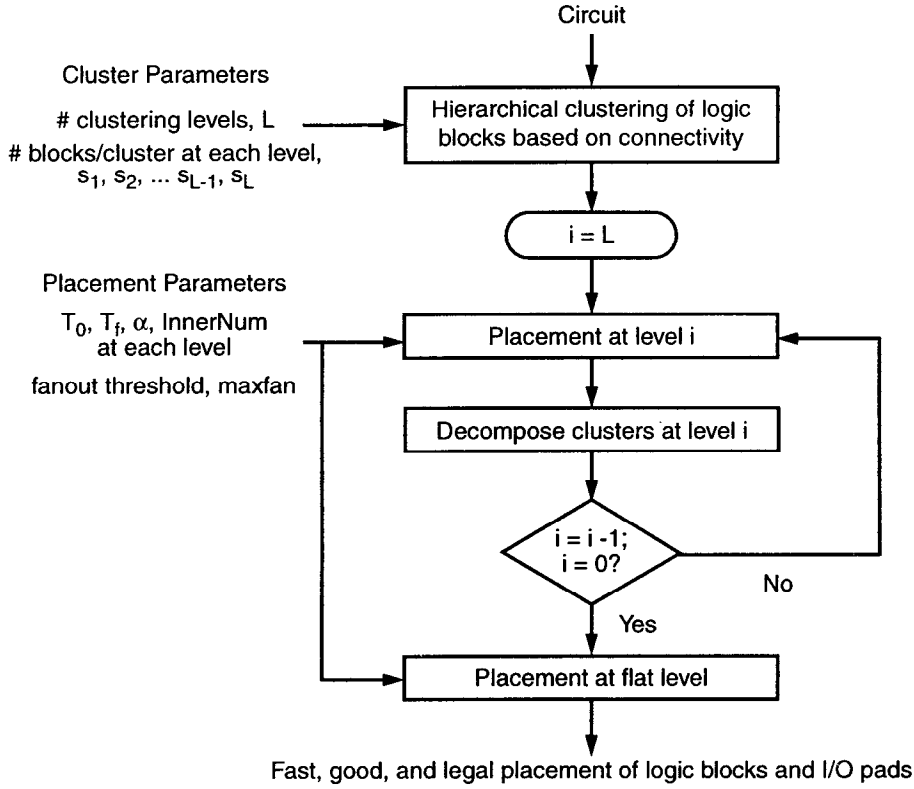 Circuit
Cluster Parameters
# clustering levels, L
# blocks/cluster at each level,
s1, s2, ... sL-1, sL
Hierarchical clustering of logic
blocks based on connectivity
i = L
Placement Parameters
T0, Tf, α, InnerNum
at each level
fanout threshold, maxfan
Placement at level i
Decompose clusters at level i
i = i -1;
i = 0?
No
Yes
Placement at flat level
Fast, good, and legal placement of logic blocks and I/O pads